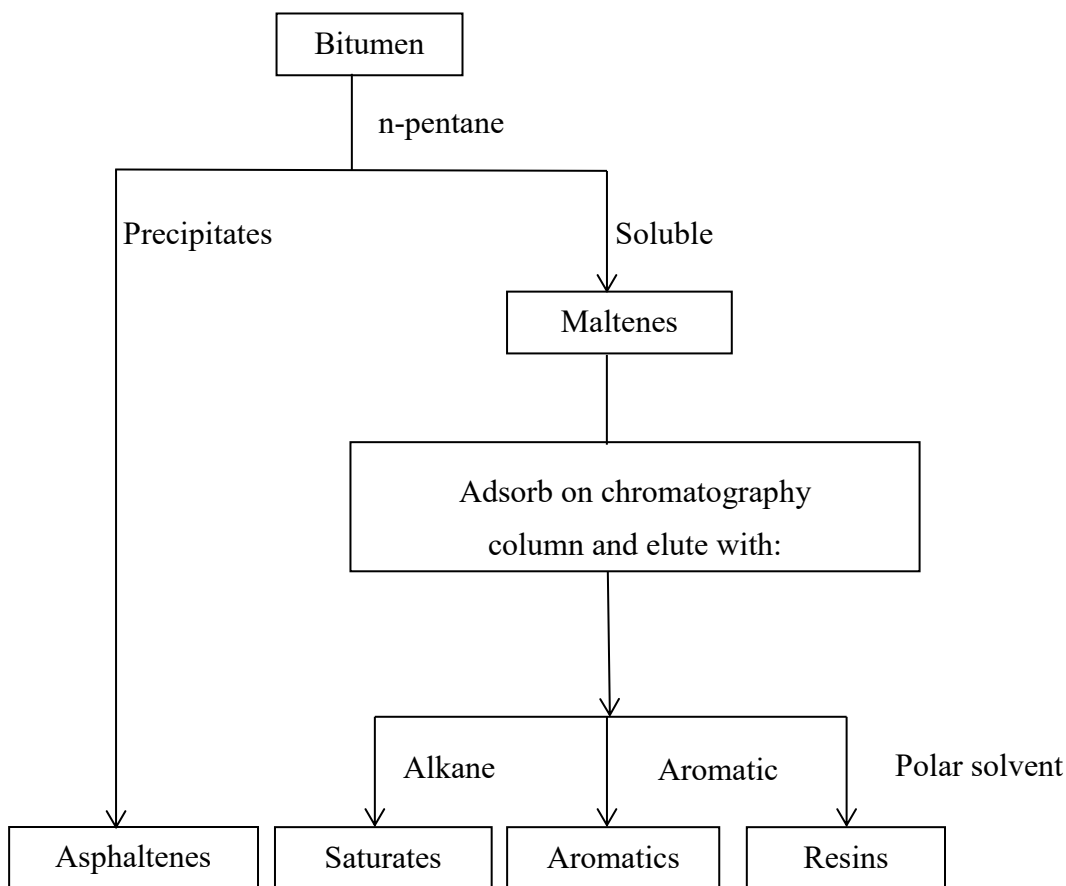 Bitumen
n-pentane
Precipitates
Soluble
Maltenes
Adsorb on chromatography
column and elute with:
Alkane
Aromatic
Polar solvent
Asphaltenes
Saturates
Aromatics
Resins